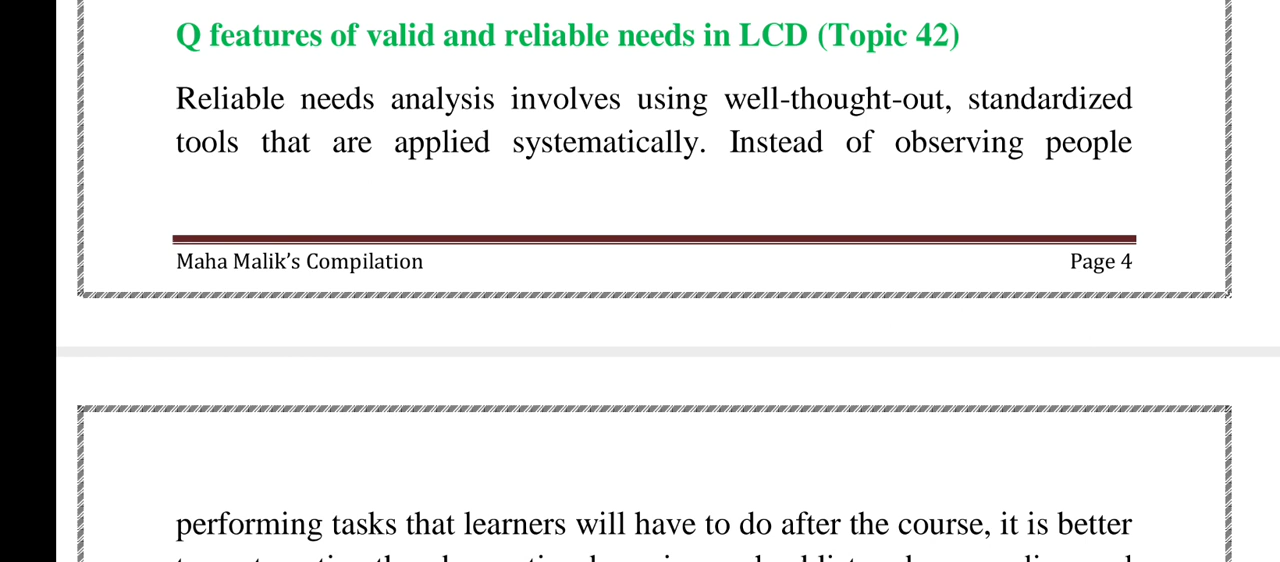 Q features of valid and reliable needs in LCD (Topic 42)
Reliable needs analysis involves using well-thought-out, standardized
tools that are applied systematically. Instead of observing people
Maha Malik's Compilation Page 4
performing tasks that learners will have to do after the course, it is better